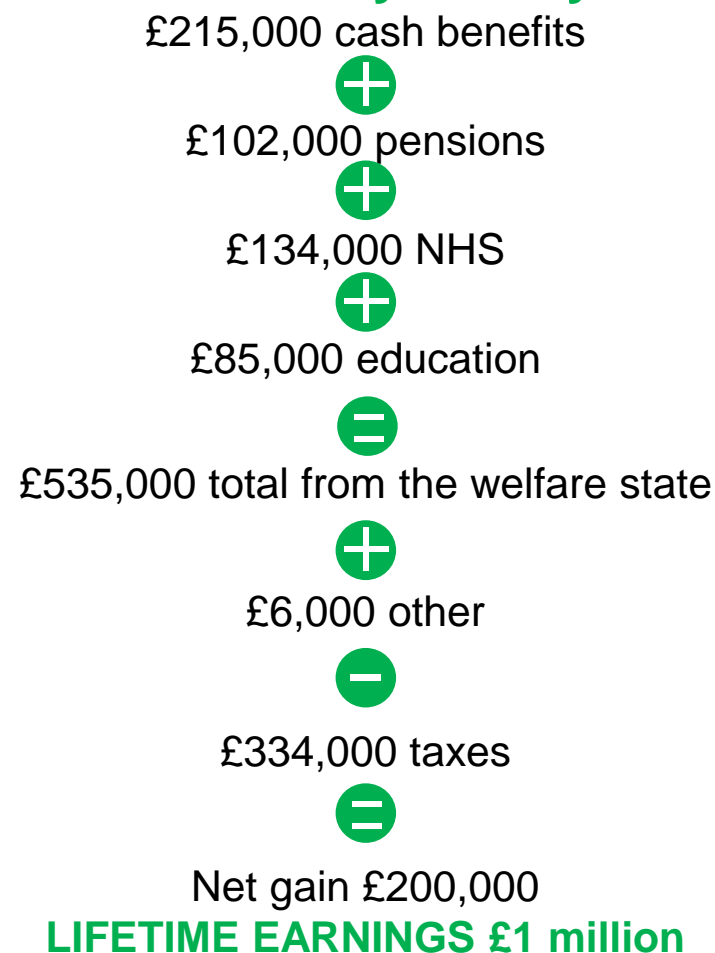 £215,000 cash benefits
+
£102,000 pensions
+
£134,000 NHS
+
£85,000 education
=
£535,000 total from the welfare state
+
£6,000 other
-
£334,000 taxes
=
Net gain £200,000
LIFETIME EARNINGS £1 million